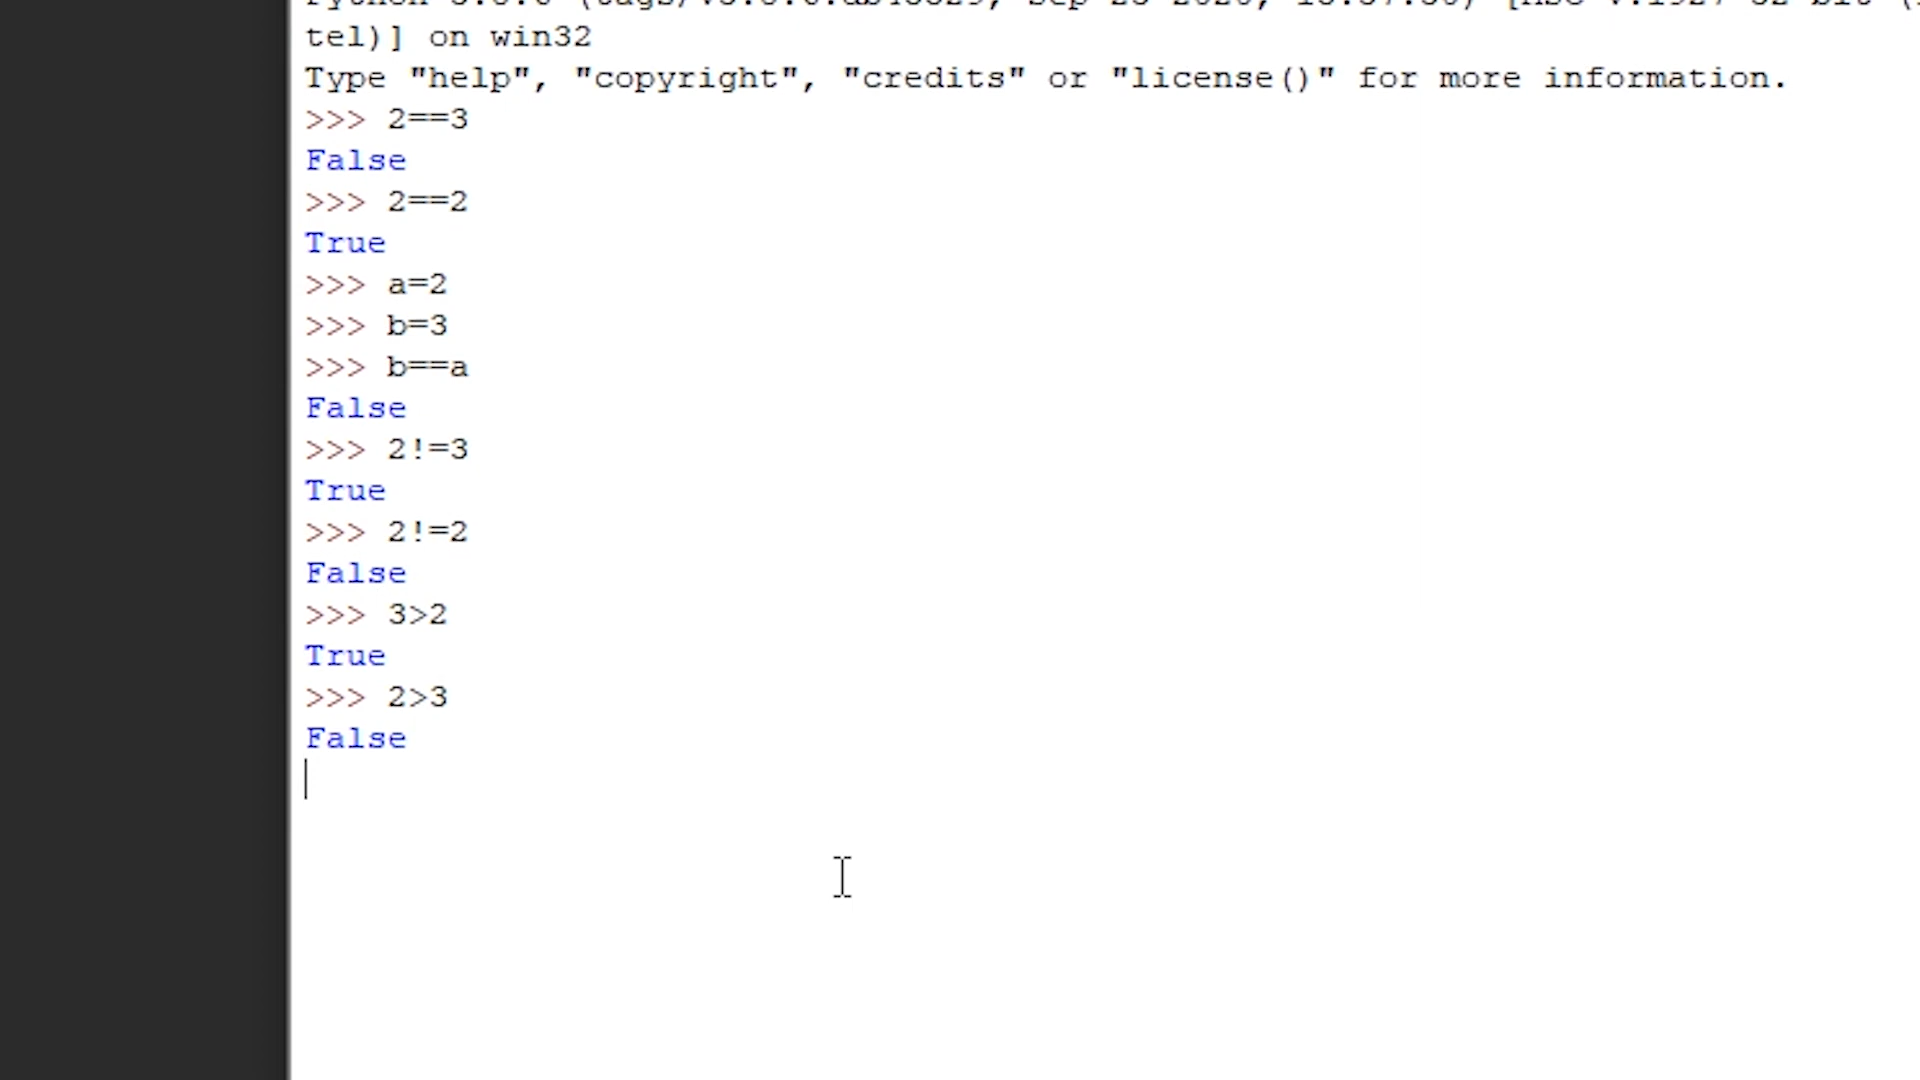 tel)] on win32
Type "help", "copyright", "credits" or "license()" for more information.
>>> 2==3
False
>>> 2==2
True
>>> a=2
>>> b=3
>>> b==a
False
>>> 2!=3
True
>>> 2!=2
False
>>> 3>2
True
>>> 2>3
False